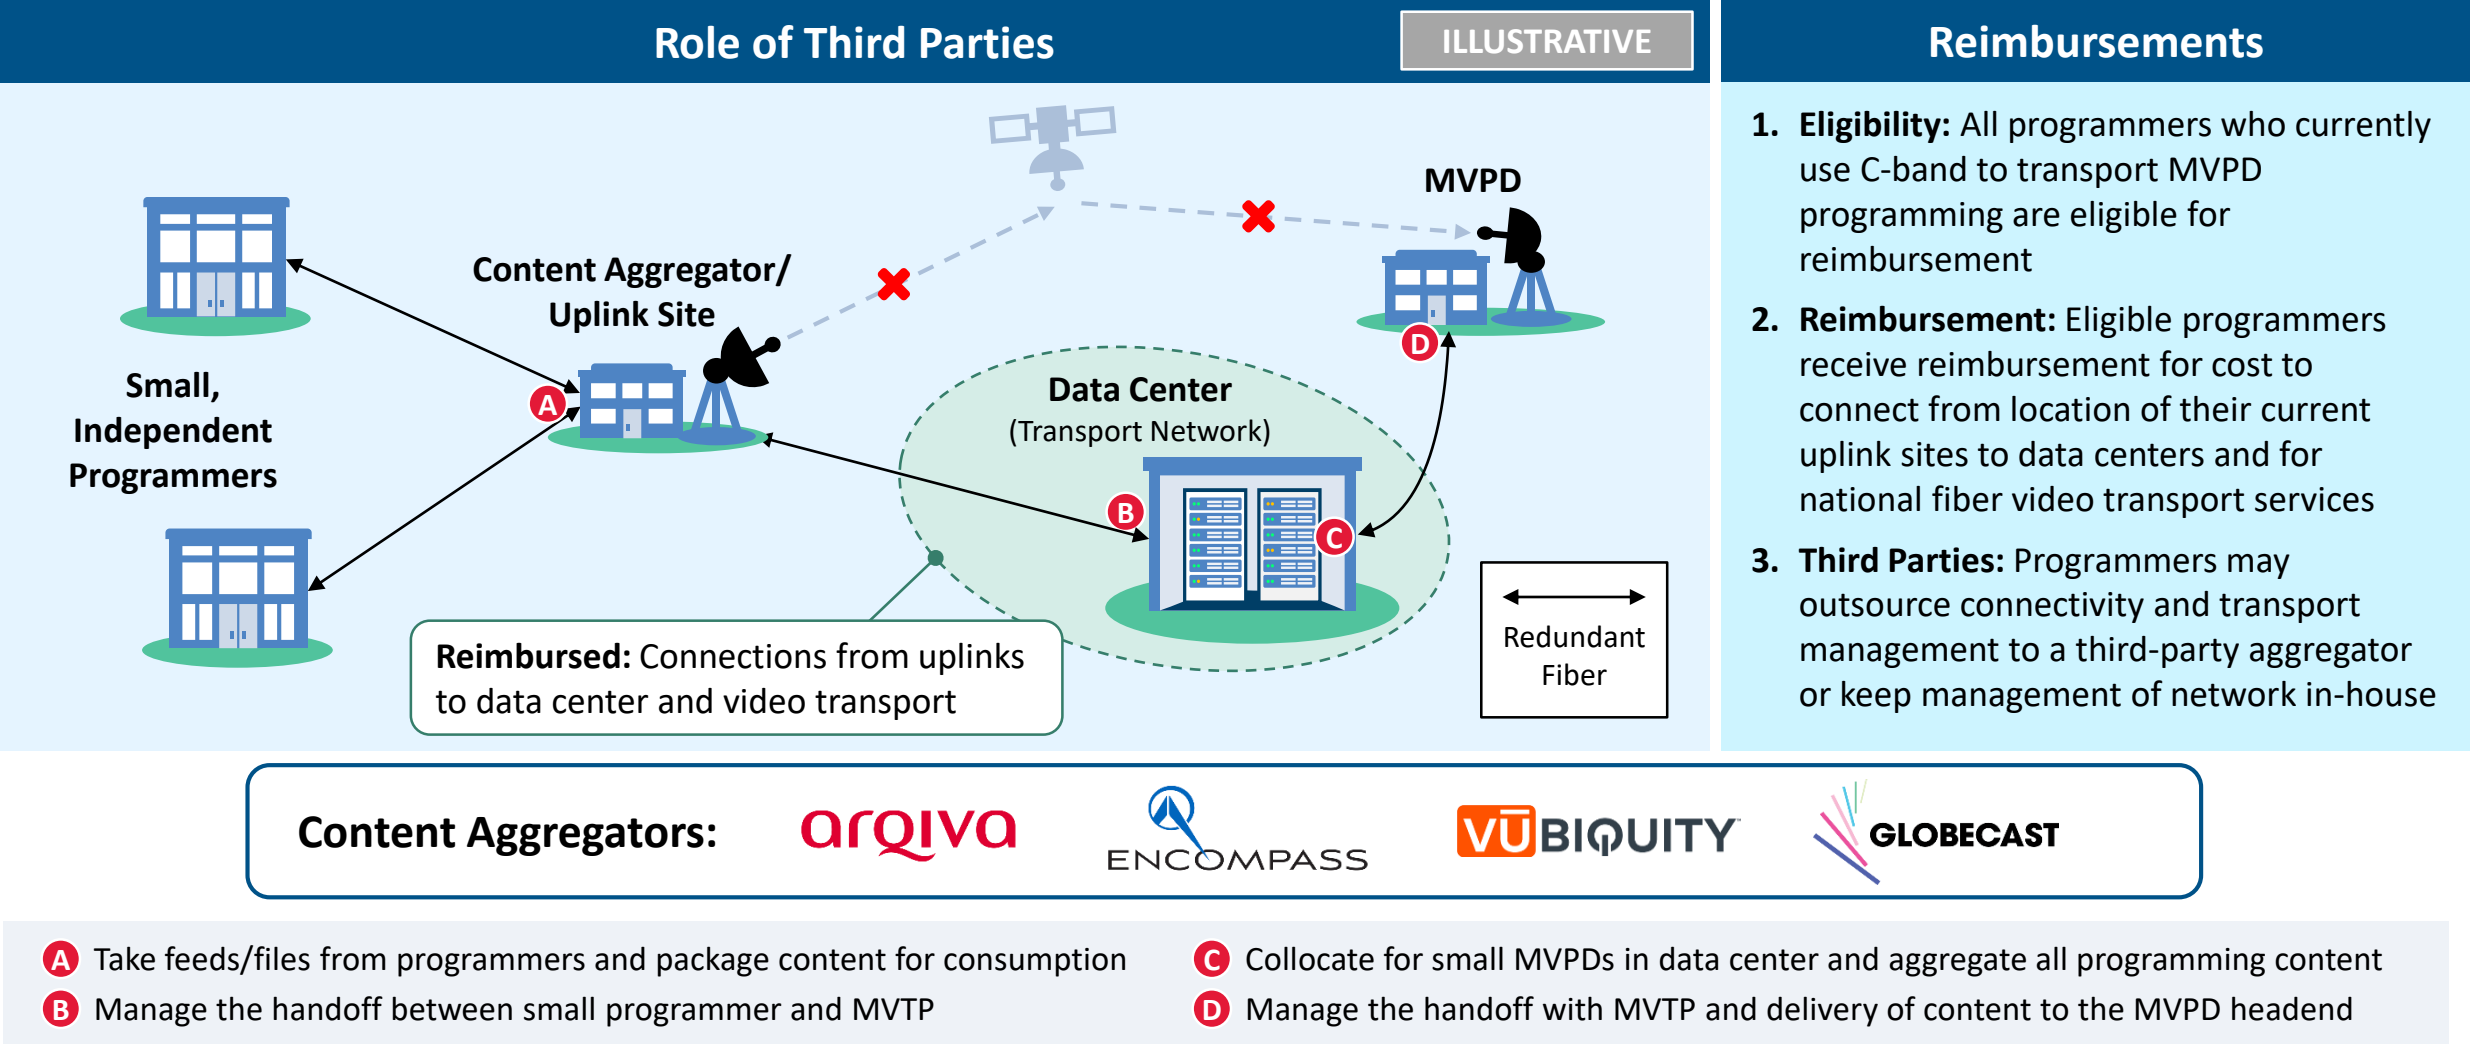 Role of Third Parties
ILLUSTRATIVE
MVPD
Content Aggregator/
Uplink Site
A
D
Small,
Independent
Programmers
Data Center
(Transport Network)
B
C
Redundant
Fiber
Reimbursed: Connections from uplinks
to data center and video transport
Reimbursements
1. Eligibility: All programmers who currently
use C-band to transport MVPD
programming are eligible for
reimbursement
2. Reimbursement: Eligible programmers
receive reimbursement for cost to
connect from location of their current
uplink sites to data centers and for
national fiber video transport services
3. Third Parties: Programmers may
outsource connectivity and transport
management to a third-party aggregator
or keep management of network in-house
Content Aggregators:
arqiva
ENCOMPASS
VŪBIQUITY
GLOBECAST
A Take feeds/files from programmers and package content for consumption
B Manage the handoff between small programmer and MVTP
C Collocate for small MVPDs in data center and aggregate all programming content
D Manage the handoff with MVTP and delivery of content to the MVPD headend